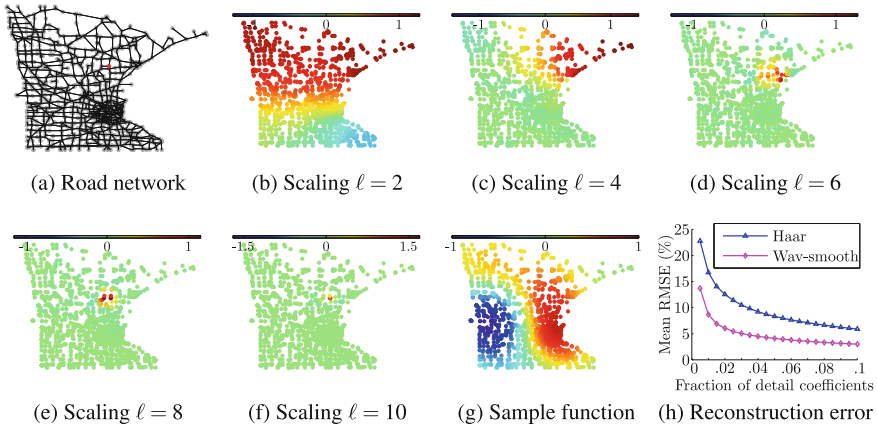 0 1
-1 0 1
-1 0 1
(a) Road network
(b) Scaling ℓ = 2
(c) Scaling ℓ = 4
(d) Scaling ℓ = 6
-1 0 1
-1.5 0 1.5
-1 0 1
25
20
15
10
5
0
Mean RMSE (%)
Haar
Wav-smooth
0 .02 .04 .06 .08 .1
Fraction of detail coefficients
(e) Scaling ℓ = 8
(f) Scaling ℓ = 10
(g) Sample function
(h) Reconstruction error